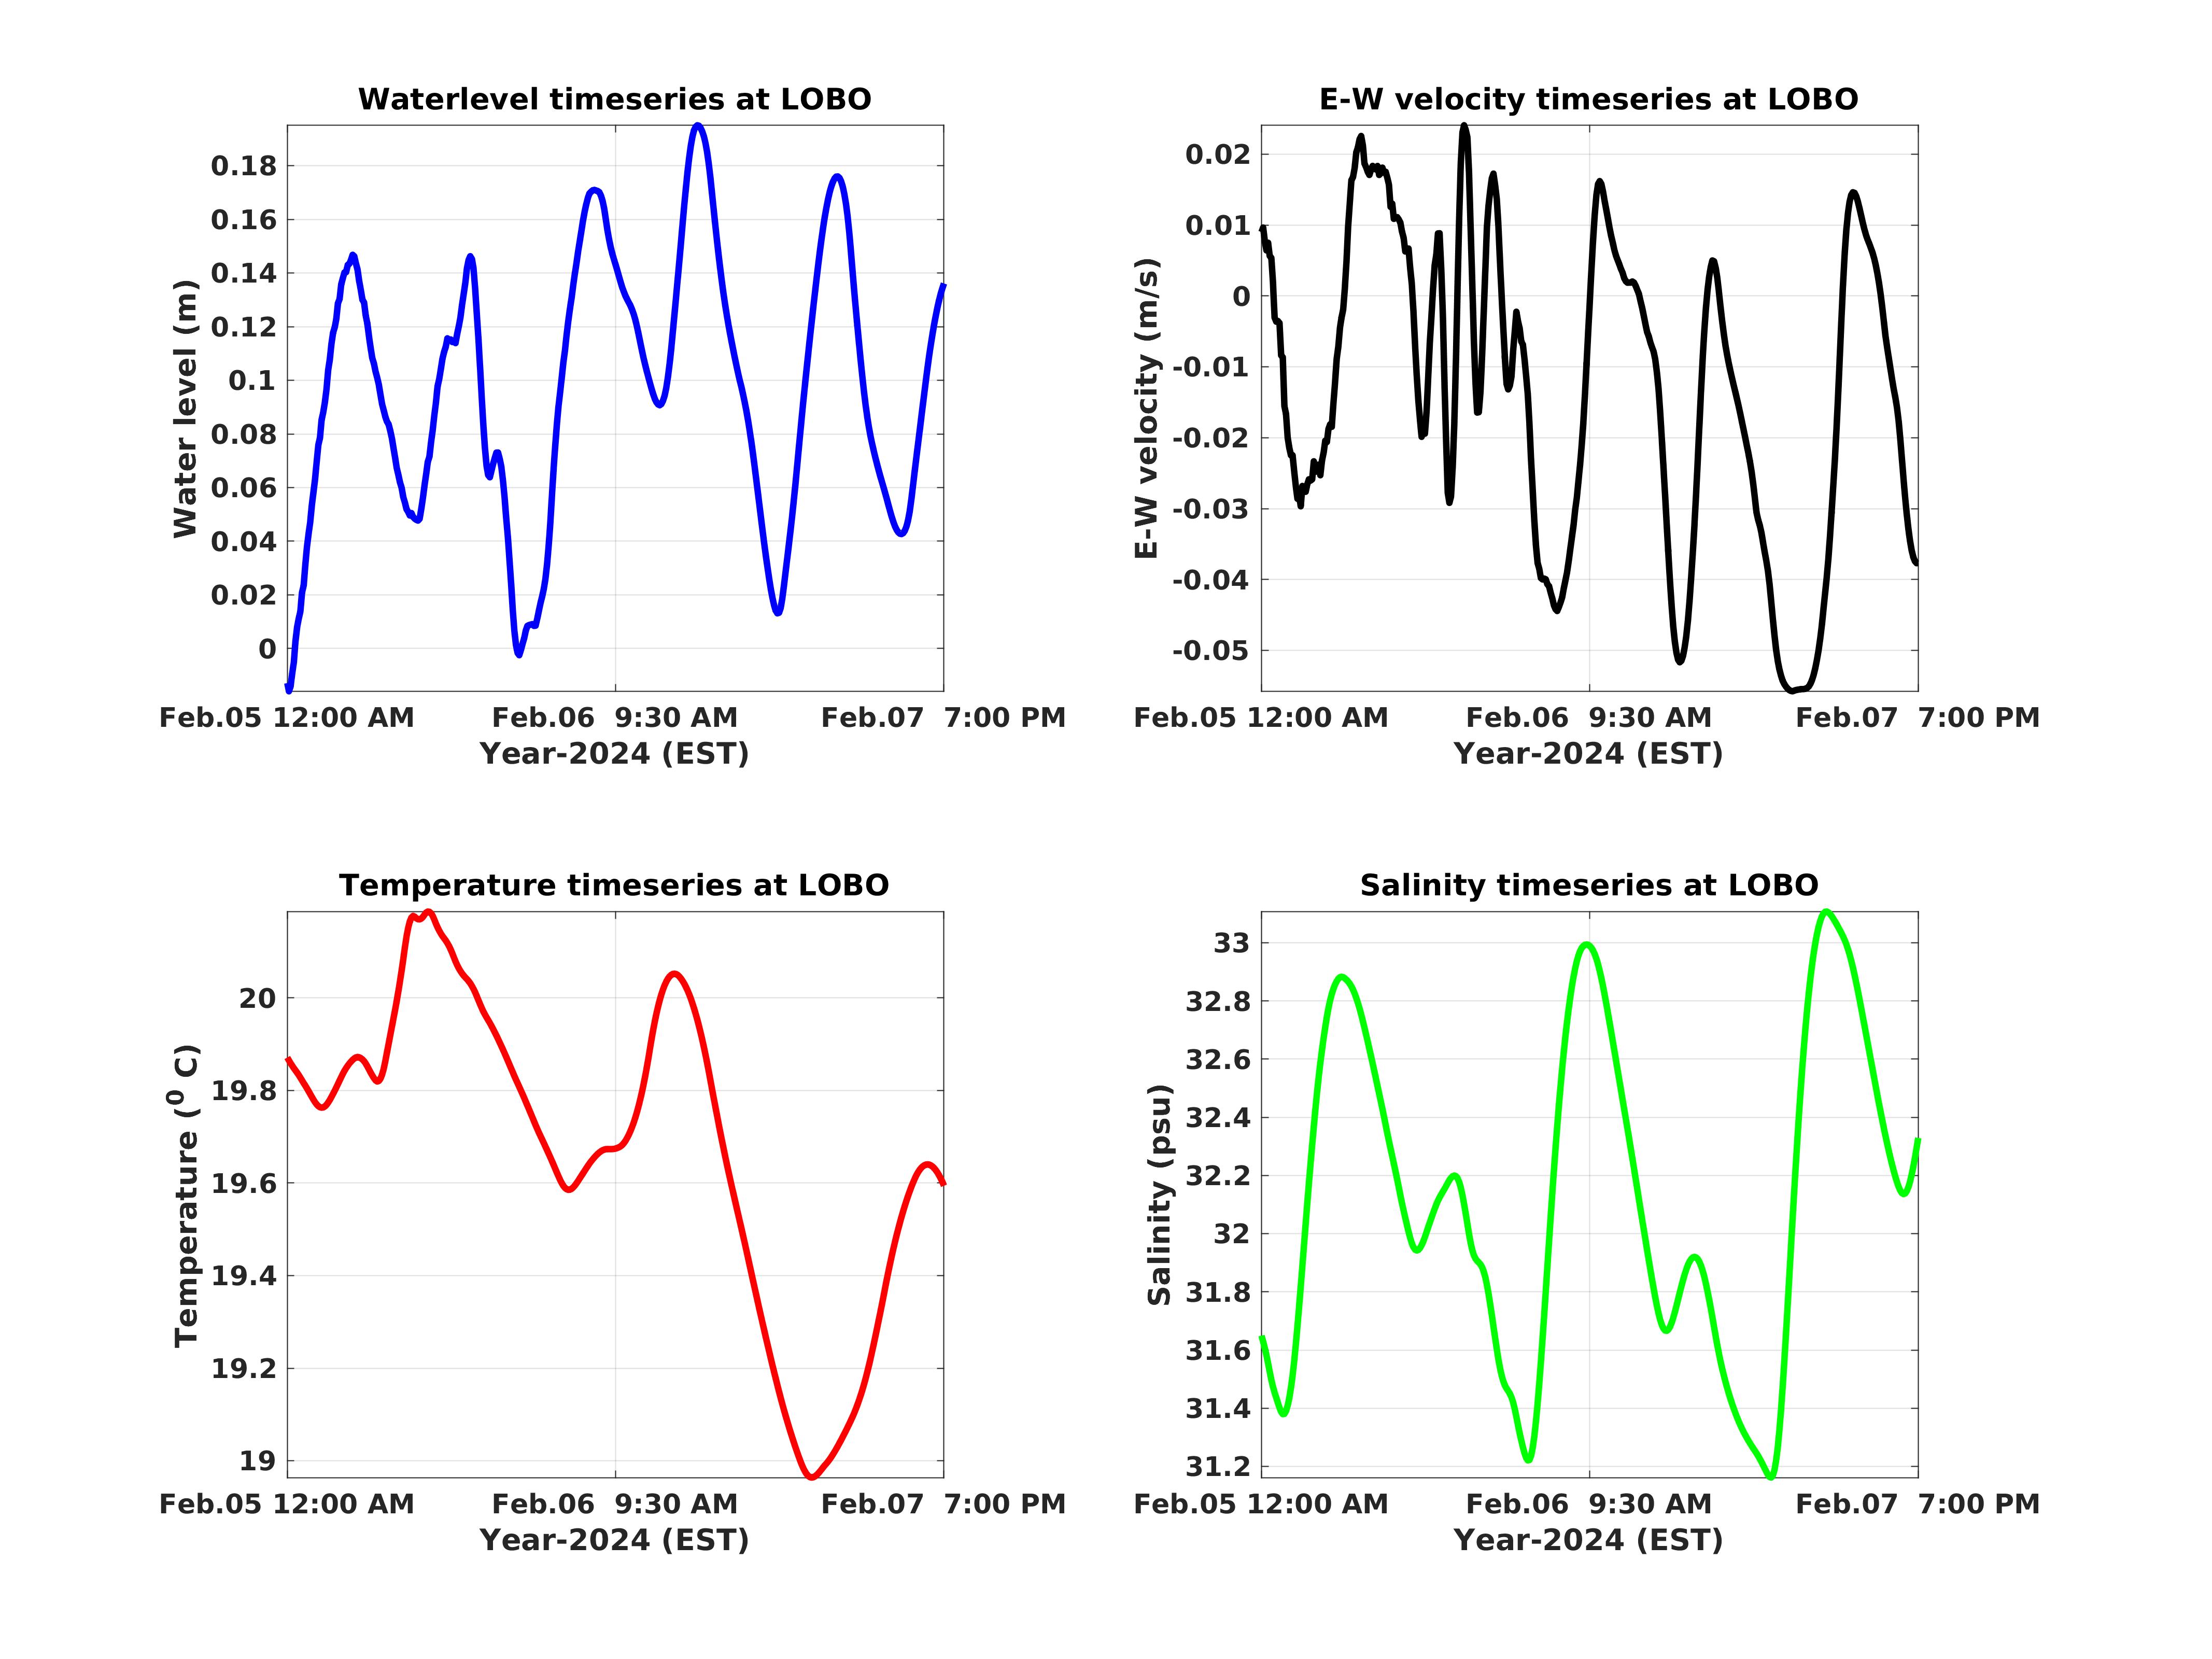 Waterlevel timeseries at LOBO
Water level (m)
0.18
0.16
0.14
0.12
0.1
0.08
0.06
0.04
0.02
0
Feb.05 12:00 AM
Feb.06  9:30 AM
Feb.07  7:00 PM
Year-2024 (EST)
E-W velocity timeseries at LOBO
E-W velocity (m/s)
0.02
0.01
0
-0.01
-0.02
-0.03
-0.04
-0.05
Feb.05 12:00 AM
Feb.06  9:30 AM
Feb.07  7:00 PM
Year-2024 (EST)
Temperature timeseries at LOBO
Temperature (⁰ C)
20
19.8
19.6
19.4
19.2
19
Feb.05 12:00 AM
Feb.06  9:30 AM
Feb.07  7:00 PM
Year-2024 (EST)
Salinity timeseries at LOBO
Salinity (psu)
33
32.8
32.6
32.4
32.2
32
31.8
31.6
31.4
31.2
Feb.05 12:00 AM
Feb.06  9:30 AM
Feb.07  7:00 PM
Year-2024 (EST)